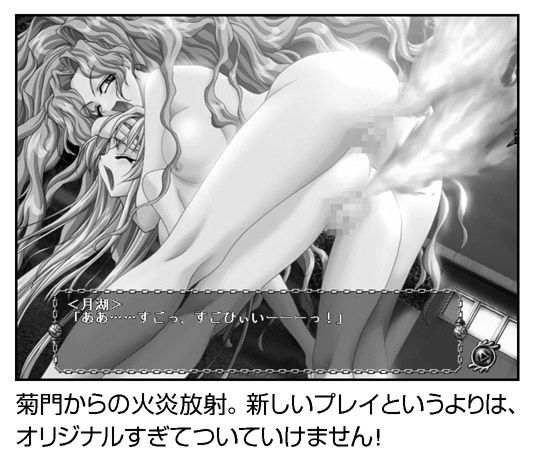 ＜月湖＞
「ああ……すごっ、すごひぃいーーーっ！」
菊門からの火炎放射。新しいプレイというよりは、
オリジナルすぎてついていけません！